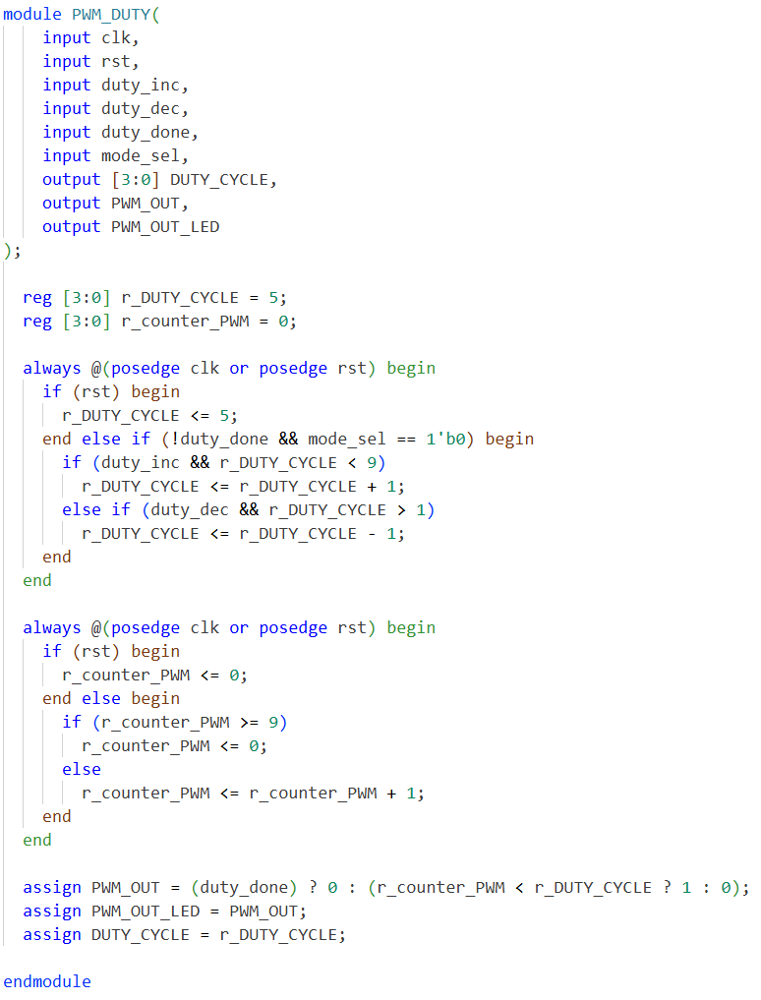 module PWM_DUTY(
    input clk,
    input rst,
    input duty_inc,
    input duty_dec,
    input duty_done,
    input mode_sel,
    output [3:0] DUTY_CYCLE,
    output PWM_OUT,
    output PWM_OUT_LED
);

  reg [3:0] r_DUTY_CYCLE = 5;
  reg [3:0] r_counter_PWM = 0;

  always @(posedge clk or posedge rst) begin
    if (rst) begin
      r_DUTY_CYCLE <= 5;
    end else if (!duty_done && mode_sel == 1'b0) begin
      if (duty_inc && r_DUTY_CYCLE < 9)
        r_DUTY_CYCLE <= r_DUTY_CYCLE + 1;
      else if (duty_dec && r_DUTY_CYCLE > 1)
        r_DUTY_CYCLE <= r_DUTY_CYCLE - 1;
    end
  end

  always @(posedge clk or posedge rst) begin
    if (rst) begin
      r_counter_PWM <= 0;
    end else begin
      if (r_counter_PWM >= 9)
        r_counter_PWM <= 0;
      else
        r_counter_PWM <= r_counter_PWM + 1;
    end
  end

  assign PWM_OUT = (duty_done) ? 0 : (r_counter_PWM < r_DUTY_CYCLE ? 1 : 0);
  assign PWM_OUT_LED = PWM_OUT;
  assign DUTY_CYCLE = r_DUTY_CYCLE;

endmodule